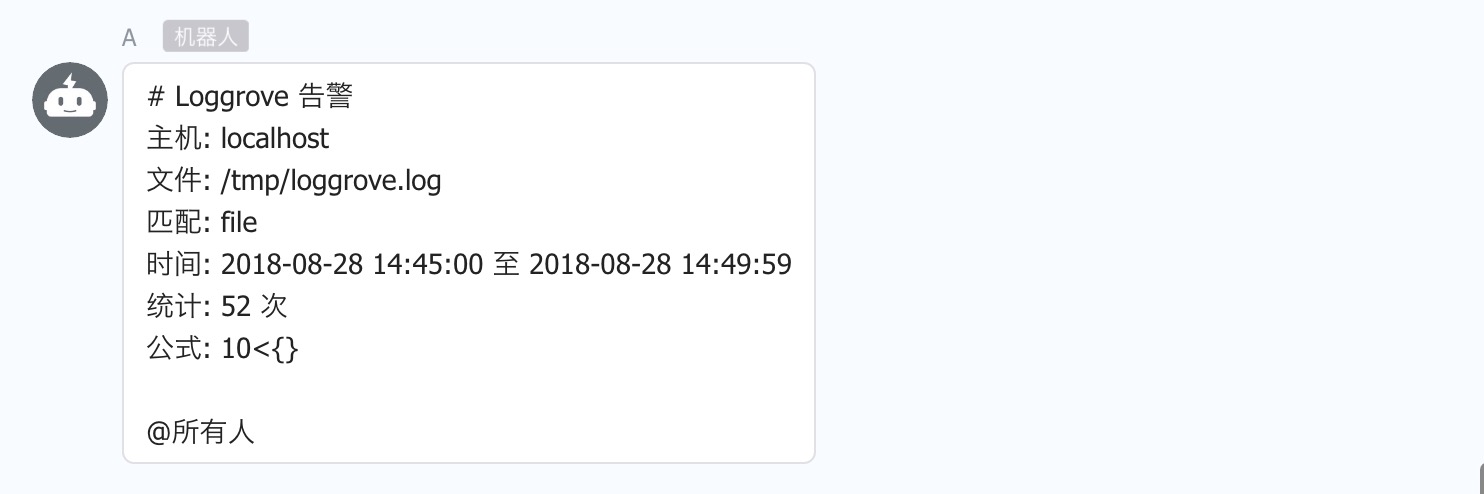 A 机器人
# Loggrove 告警
主机: localhost
文件: /tmp/loggrove.log
匹配: file
时间: 2018-08-28 14:45:00 至 2018-08-28 14:49:59
统计: 52 次
公式: 10<{}
@所有人